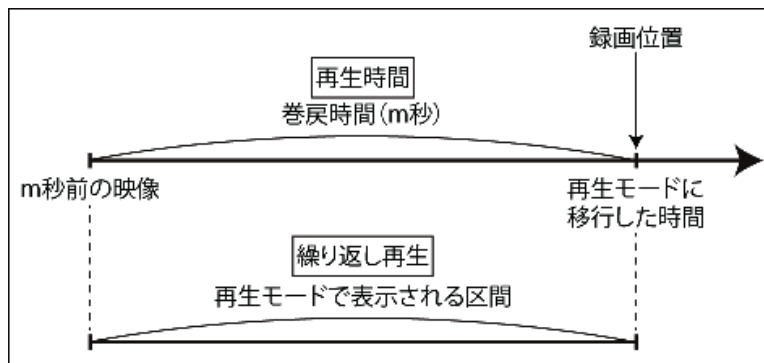 録画位置
再生時間
巻戻時間（m秒）
m秒前の映像
再生モードに
移行した時間
繰り返し再生
再生モードで表示される区間